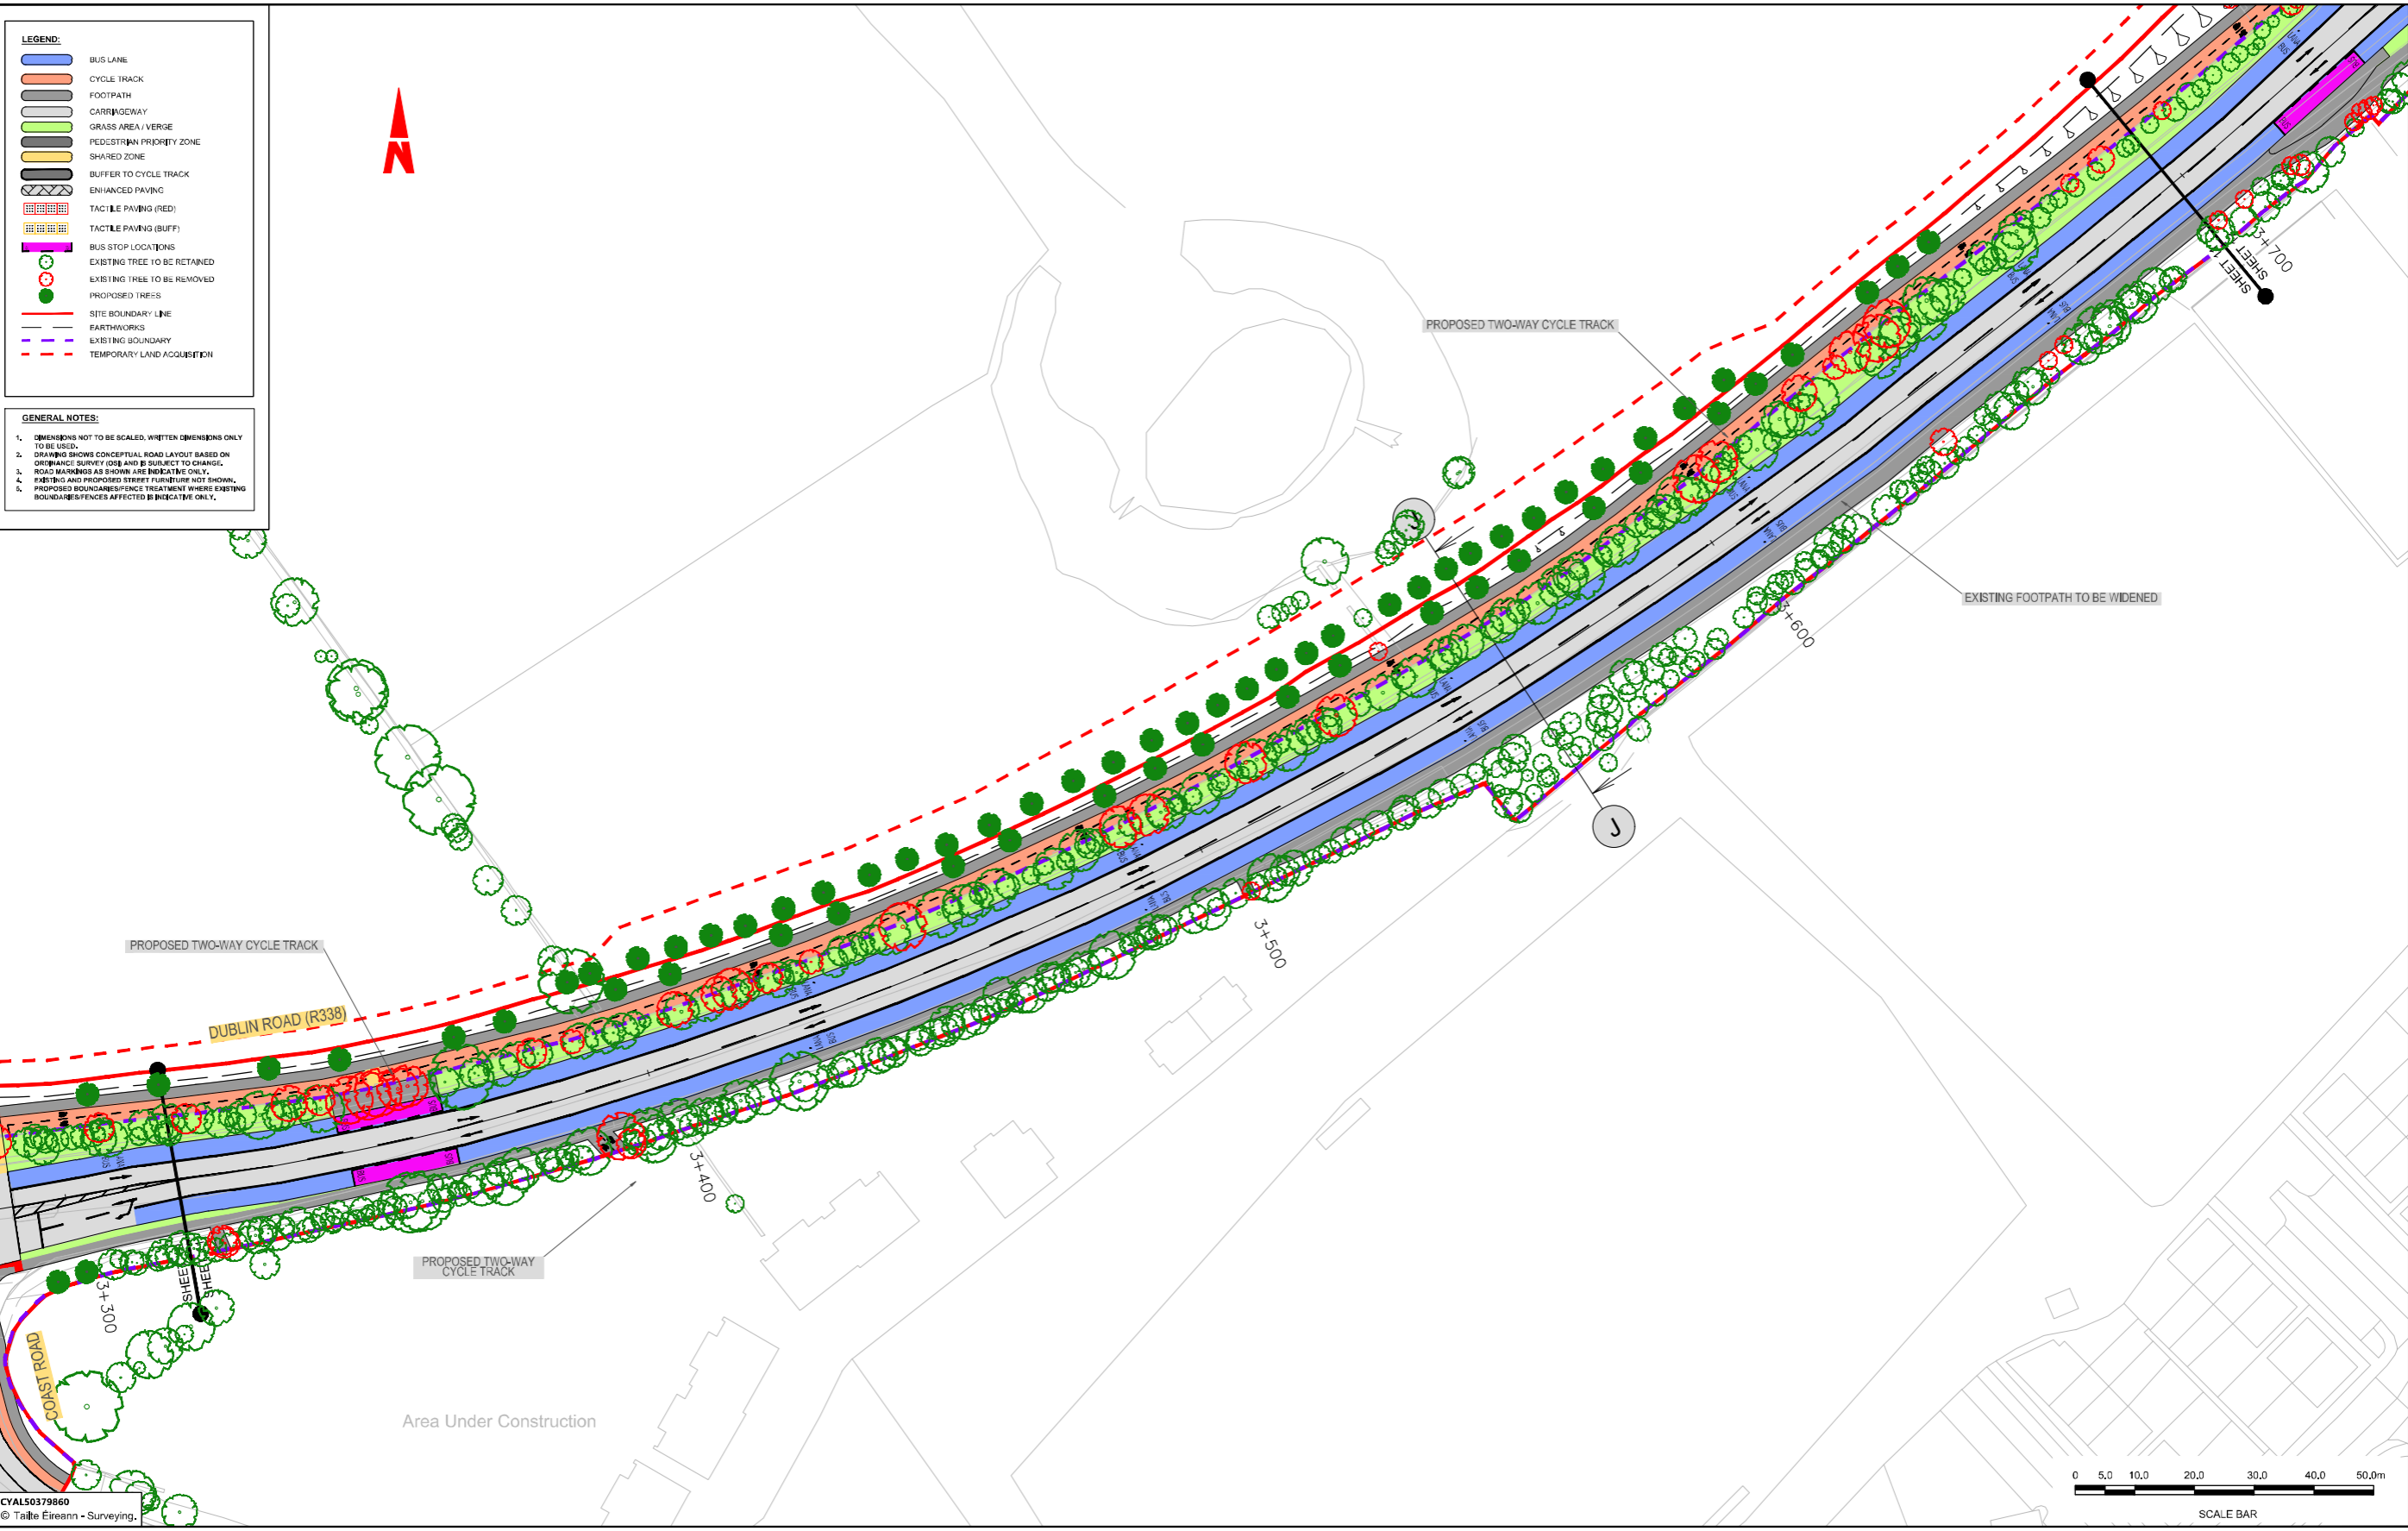 LEGEND:
BUS LANE
CYCLE TRACK
FOOTPATH
CARRIAGEWAY
GRASS AREA / VERGE
PEDESTRIAN PRIORITY ZONE
SHARED ZONE
BUFFER TO CYCLE TRACK
ENHANCED PAVING
TACTILE PAVING (RED)
TACTILE PAVING (BUFF)
BUS STOP LOCATIONS
EXISTING TREE TO BE RETAINED
EXISTING TREE TO BE REMOVED
PROPOSED TREES
SITE BOUNDARY LINE
EARTHWORKS
EXISTING BOUNDARY
TEMPORARY LAND ACQUISITION
GENERAL NOTES:
1. DIMENSIONS NOT TO BE SCALED, WRITTEN DIMENSIONS ONLY
TO BE USED.
2. DRAWING SHOWS CONCEPTUAL ROAD LAYOUT BASED ON
ORDINANCE SURVEY (OSI) AND IS SUBJECT TO CHANGE.
3. ROAD MARKINGS AS SHOWN ARE INDICATIVE ONLY.
4. EXISTING AND PROPOSED STREET FURNITURE NOT SHOWN.
5. PROPOSED BOUNDARIES/FENCE TREATMENT WHERE EXISTING
BOUNDARIES/FENCES AFFECTED IS INDICATIVE ONLY.
N
PROPOSED TWO-WAY CYCLE TRACK
SHEET
SHEET
3+700
EXISTING FOOTPATH TO BE WIDENED
3+600
J
J
3+500
PROPOSED TWO-WAY CYCLE TRACK
DUBLIN ROAD (R338)
3+400
PROPOSED TWO-WAY
CYCLE TRACK
3+300
COAST ROAD
Area Under Construction
CYAL50379860
© Tailte Éireann - Surveying.
0 5.0 10.0 20.0 30.0 40.0 50.0m
SCALE BAR